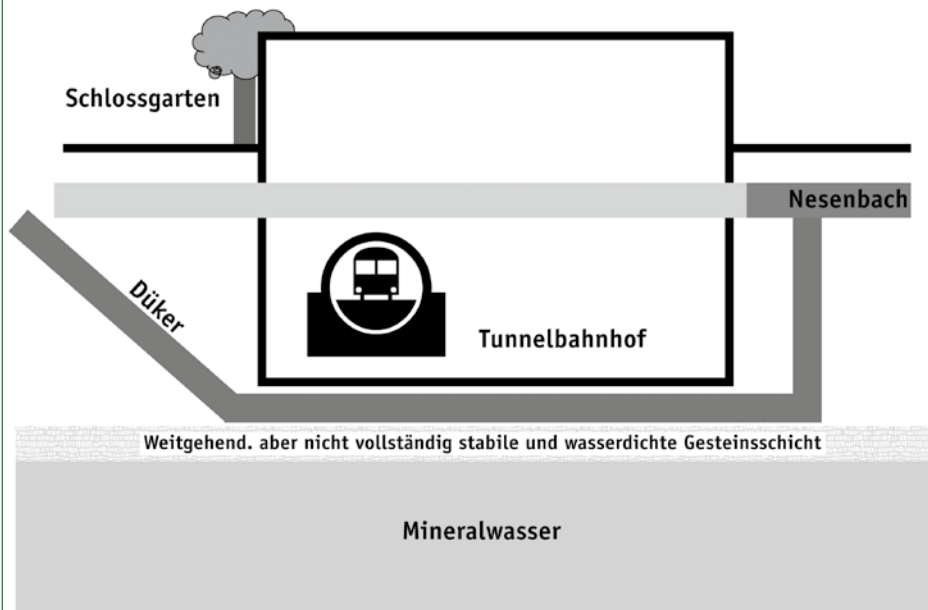 Schlossgarten
Nesenbach
Düker
Tunnelbahnhof
Weitgehend. aber nicht vollständig stabile und wasserdichte Gesteinsschicht
Mineralwasser